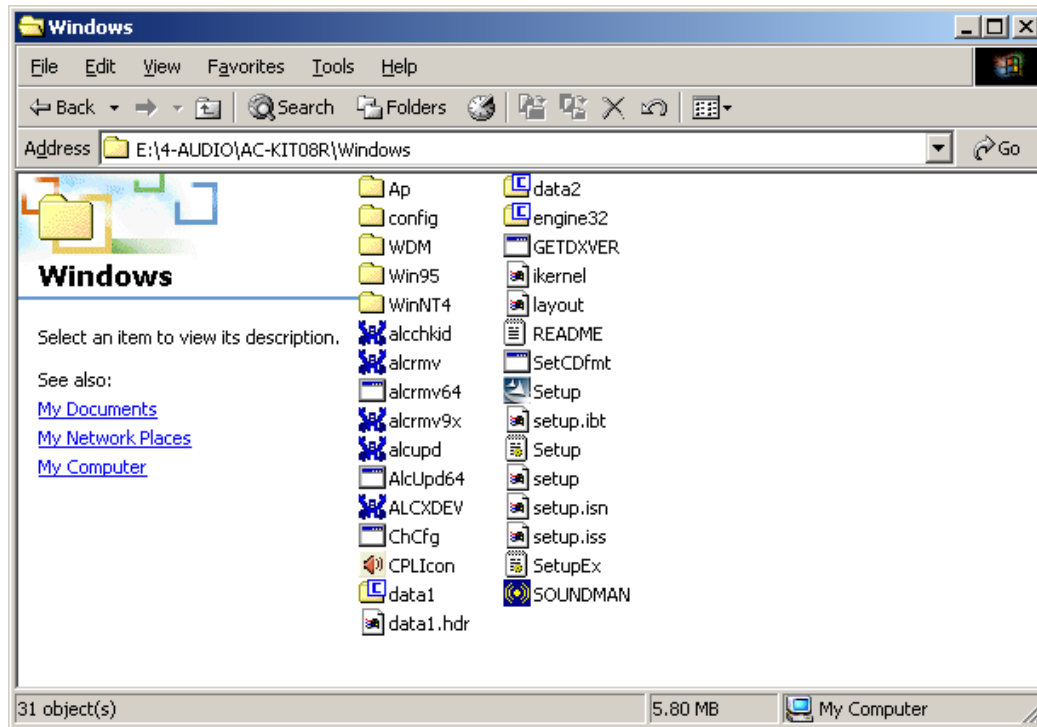 Windows
File Edit View Favorites Tools Help
Back Search Folders
Address E:\4-AUDIO\AC-KIT08R\Windows Go
Windows
Select an item to view its description.
See also:
My Documents
My Network Places
My Computer
Ap
config
WDM
Win95
WinNT4
alcchkid
alcrmv
alcrmv64
alcrmv9x
alcupd
AlcUpd64
ALCXDEV
ChCfg
CPLIcon
data1
data1.hdr
data2
engine32
GETDXVER
ikernel
layout
README
SetCDfmt
Setup
setup.ibt
Setup
setup
setup.isn
setup.iss
SetupEx
SOUNDMAN
31 object(s) 5.80 MB My Computer